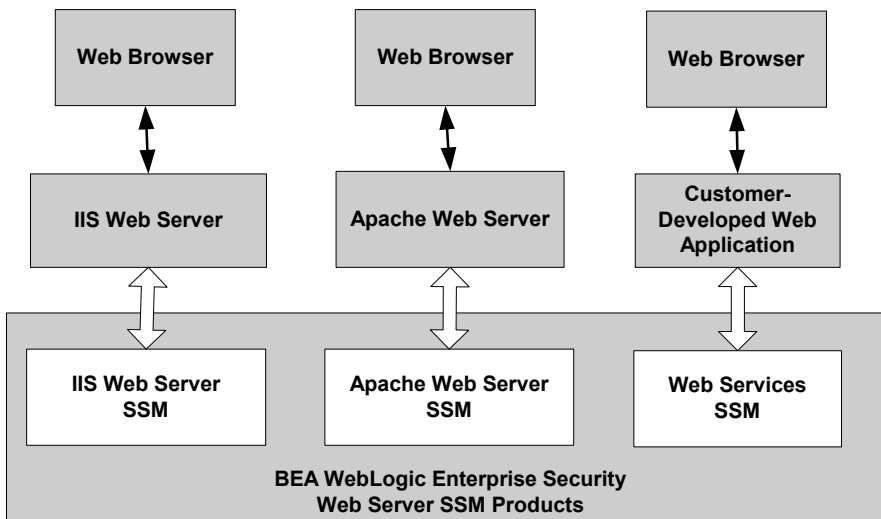 Web Browser
Web Browser
Web Browser
IIS Web Server
Apache Web Server
Customer-
Developed Web
Application
IIS Web Server
SSM
Apache Web Server
SSM
Web Services
SSM
BEA WebLogic Enterprise Security
Web Server SSM Products